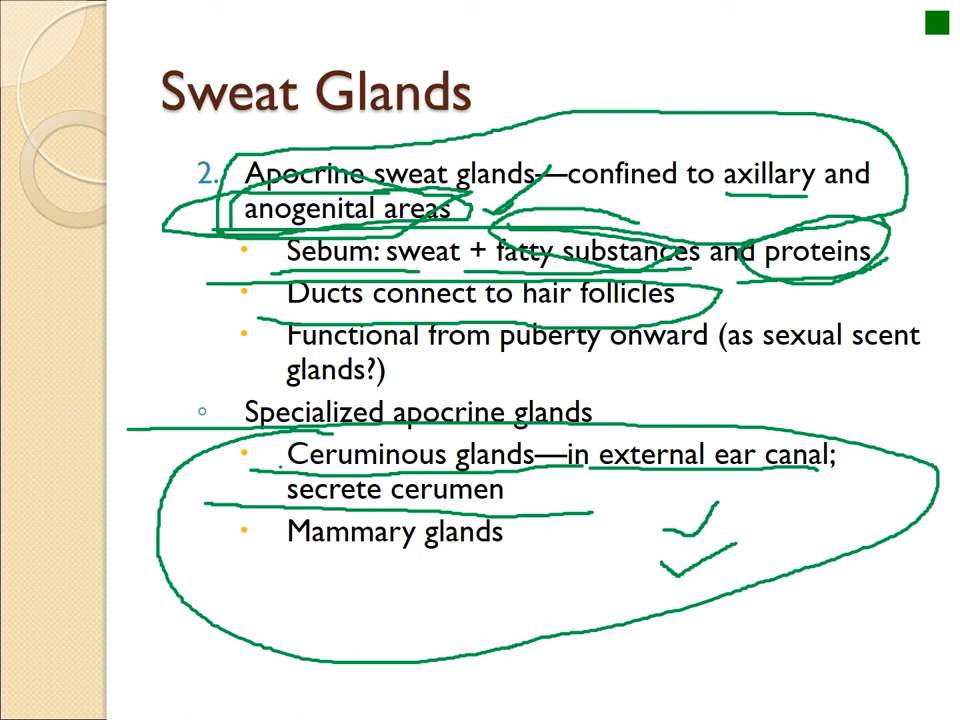 Sweat Glands
2. Apocrine sweat glands—confined to axillary and
anogenital areas
• Sebum: sweat + fatty substances and proteins
• Ducts connect to hair follicles
• Functional from puberty onward (as sexual scent
glands?)
◦ Specialized apocrine glands
• Ceruminous glands—in external ear canal;
secrete cerumen
• Mammary glands